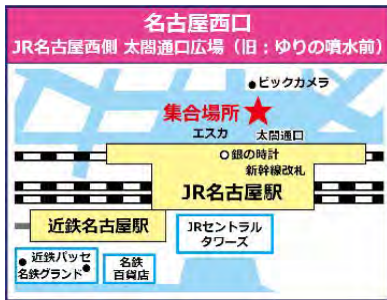 名古屋西口
JR名古屋西側 太閤通口広場（旧：ゆりの噴水前）
●ビックカメラ
集合場所
エスカ
太閤通口
○銀の時計
新幹線改札
JR名古屋駅
近鉄名古屋駅
JRセントラル
タワーズ
●近鉄パッセ
名鉄グランド●
名鉄
百貨店